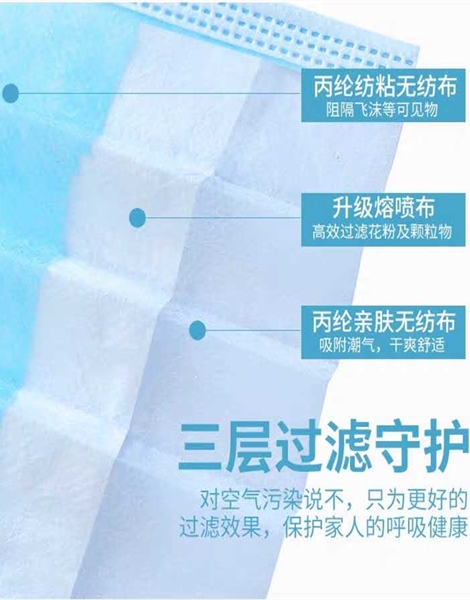 丙纶纺粘无纺布
阻隔飞沫等可见物
升级熔喷布
高效过滤花粉及颗粒物
丙纶亲肤无纺布
吸附潮气，干爽舒适
三层过滤守护
对空气污染说不，只为更好的
过滤效果，保护家人的呼吸健康